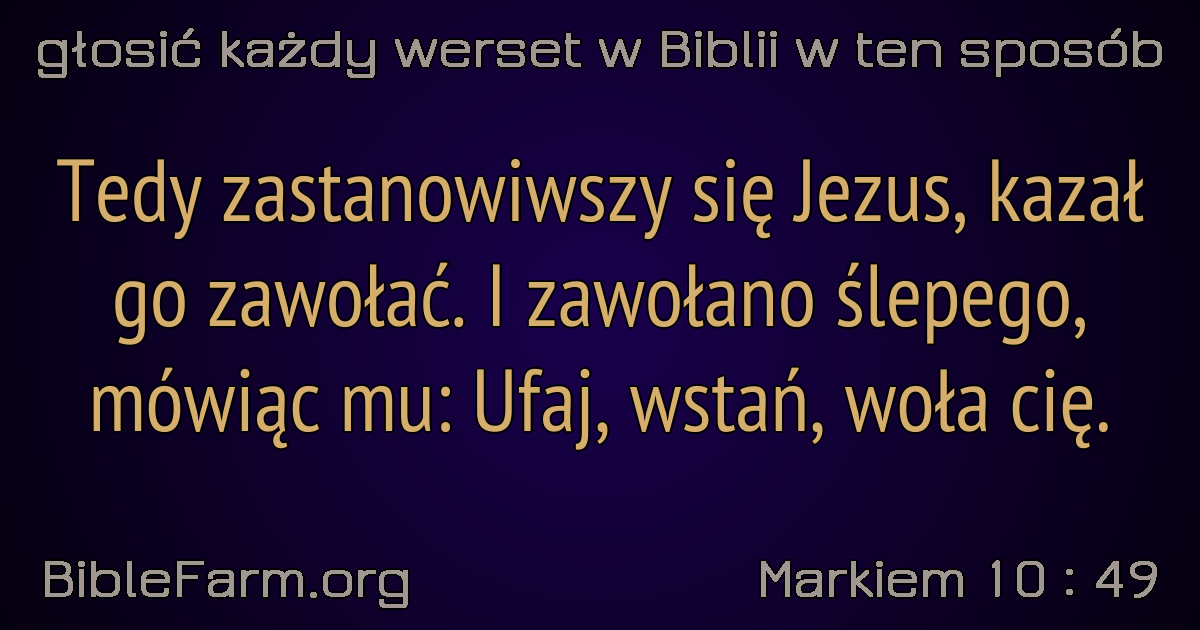 głosić każdy werset w Biblii w ten sposób
Tedy zastanowiwszy się Jezus, kazał
go zawołać. I zawołano ślepego,
mówiąc mu: Ufaj, wstań, woła cię.
BibleFarm.org
Markiem 10 : 49